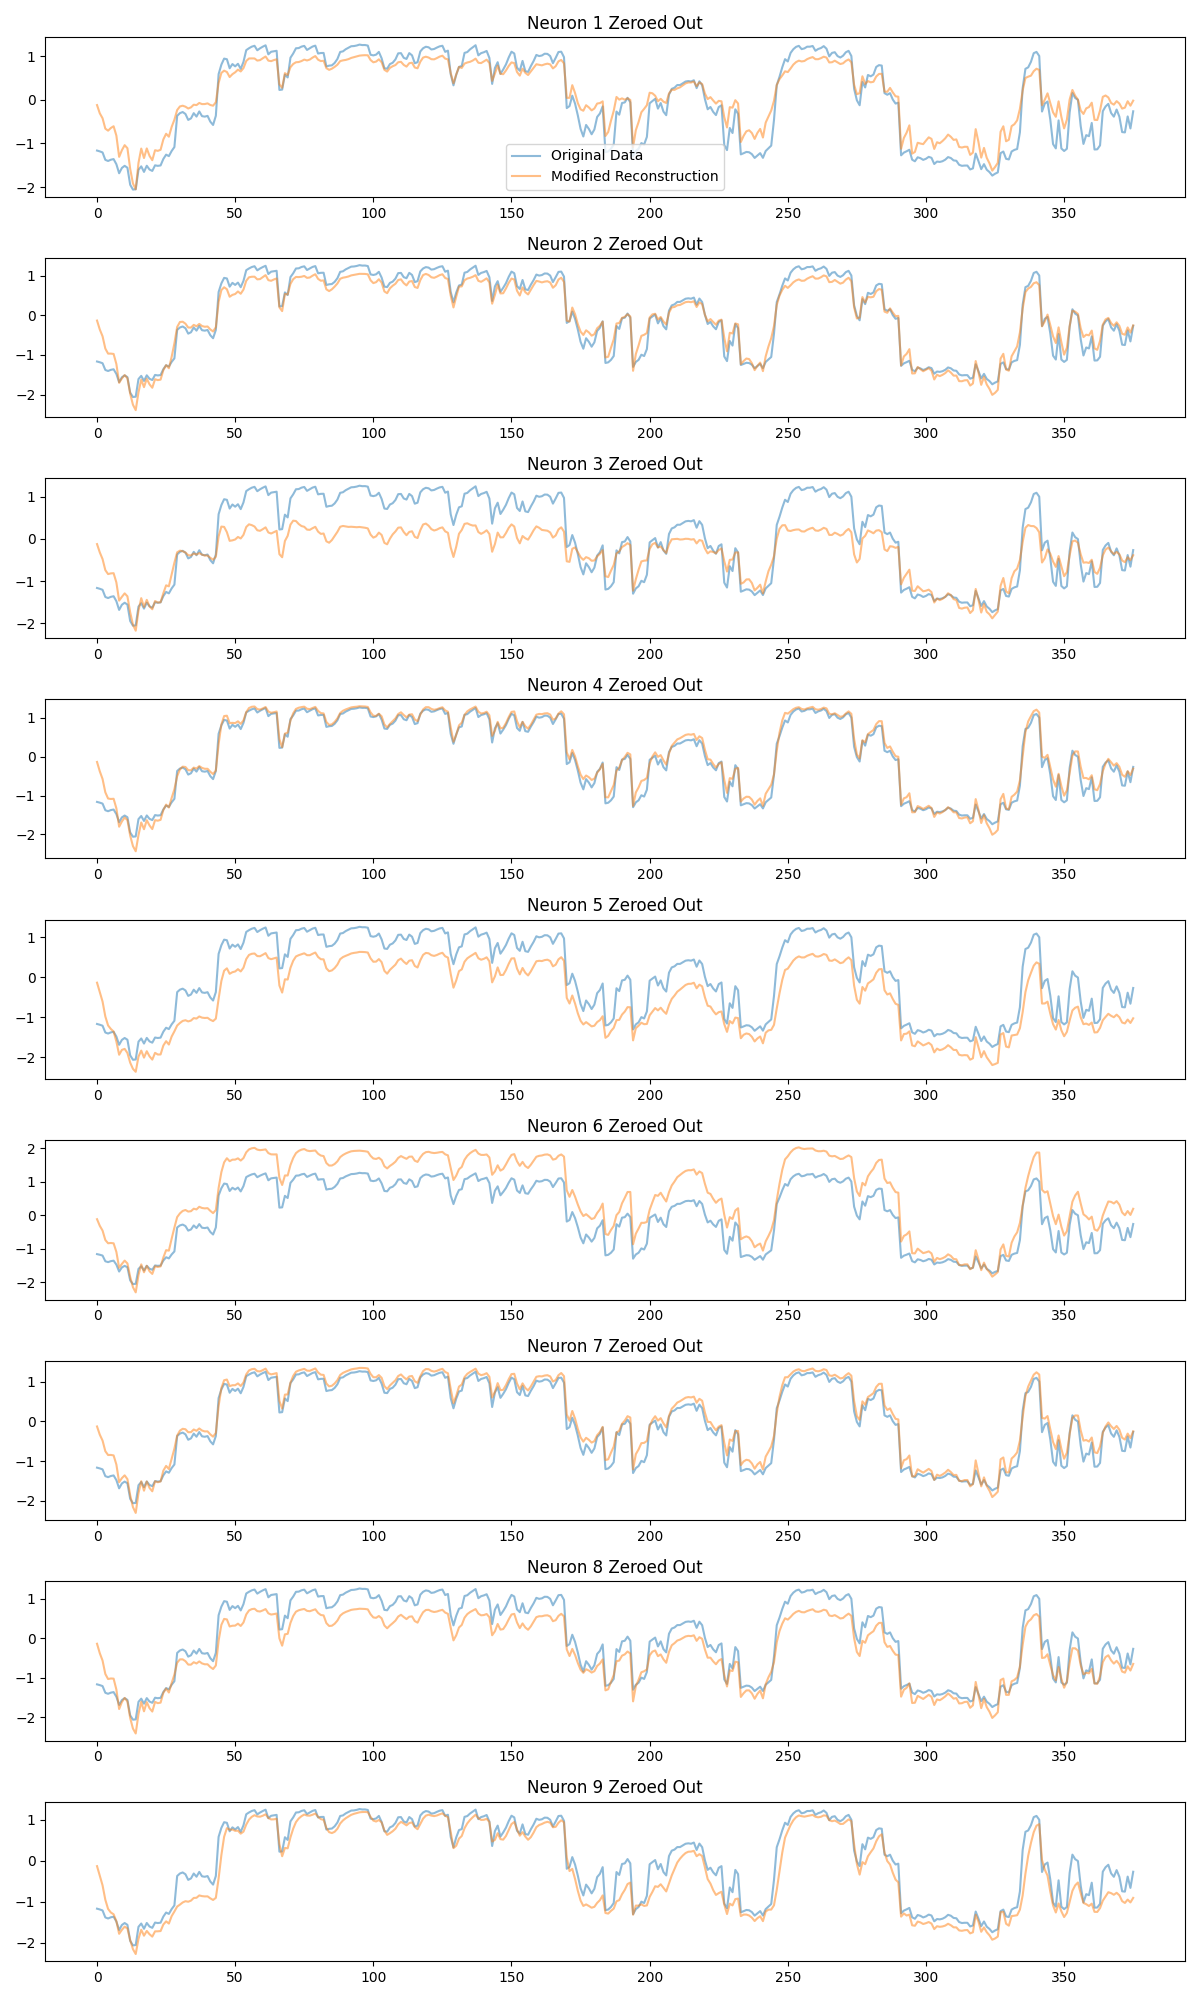 Neuron 1 Zeroed Out
1
0
−1
−2
Original Data
Modified Reconstruction
0 50 100 150 200 250 300 350
Neuron 2 Zeroed Out
1
0
−1
−2
0 50 100 150 200 250 300 350
Neuron 3 Zeroed Out
1
0
−1
−2
0 50 100 150 200 250 300 350
Neuron 4 Zeroed Out
1
0
−1
−2
0 50 100 150 200 250 300 350
Neuron 5 Zeroed Out
1
0
−1
−2
0 50 100 150 200 250 300 350
Neuron 6 Zeroed Out
2
1
0
−1
−2
0 50 100 150 200 250 300 350
Neuron 7 Zeroed Out
1
0
−1
−2
0 50 100 150 200 250 300 350
Neuron 8 Zeroed Out
1
0
−1
−2
0 50 100 150 200 250 300 350
Neuron 9 Zeroed Out
1
0
−1
−2
0 50 100 150 200 250 300 350